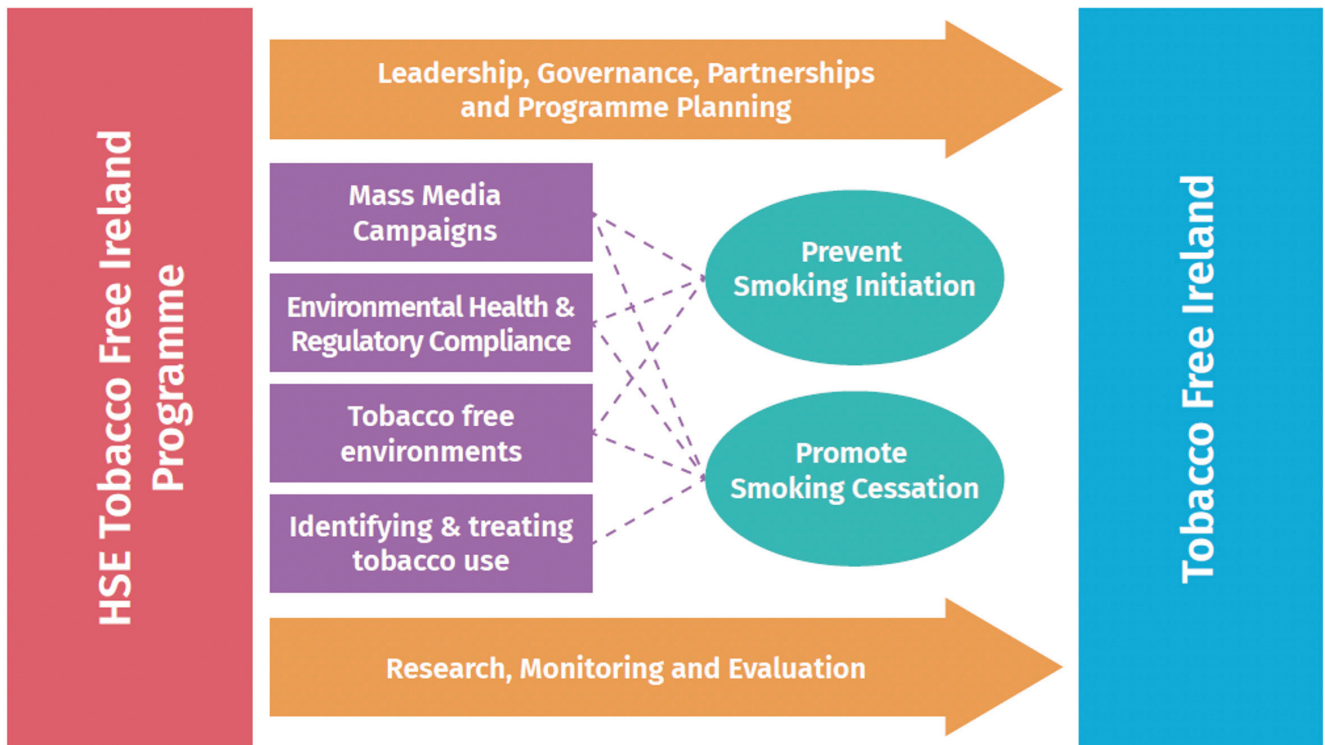 HSE Tobacco Free Ireland
Programme
Leadership, Governance, Partnerships
and Programme Planning
Mass Media
Campaigns
Environmental Health &
Regulatory Compliance
Tobacco free
environments
Identifying & treating
tobacco use
Prevent
Smoking Initiation
Promote
Smoking Cessation
Research, Monitoring and Evaluation
Tobacco Free Ireland